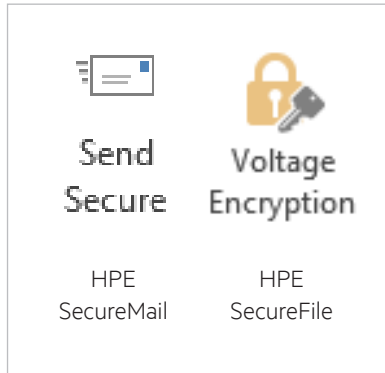 Send
Secure
Voltage
Encryption
HPE
SecureMail
HPE
SecureFile